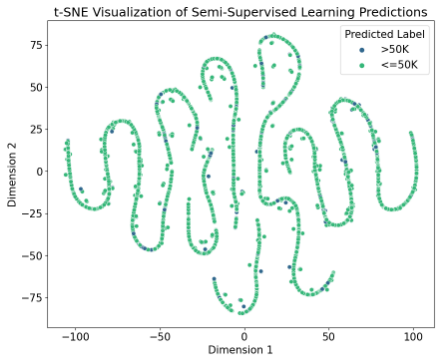 t-SNE Visualization of Semi-Supervised Learning Predictions
Predicted Label
>50K
<=50K
Dimension 2
75
50
25
0
−25
−50
−75
−100
−50
0
50
100
Dimension 1